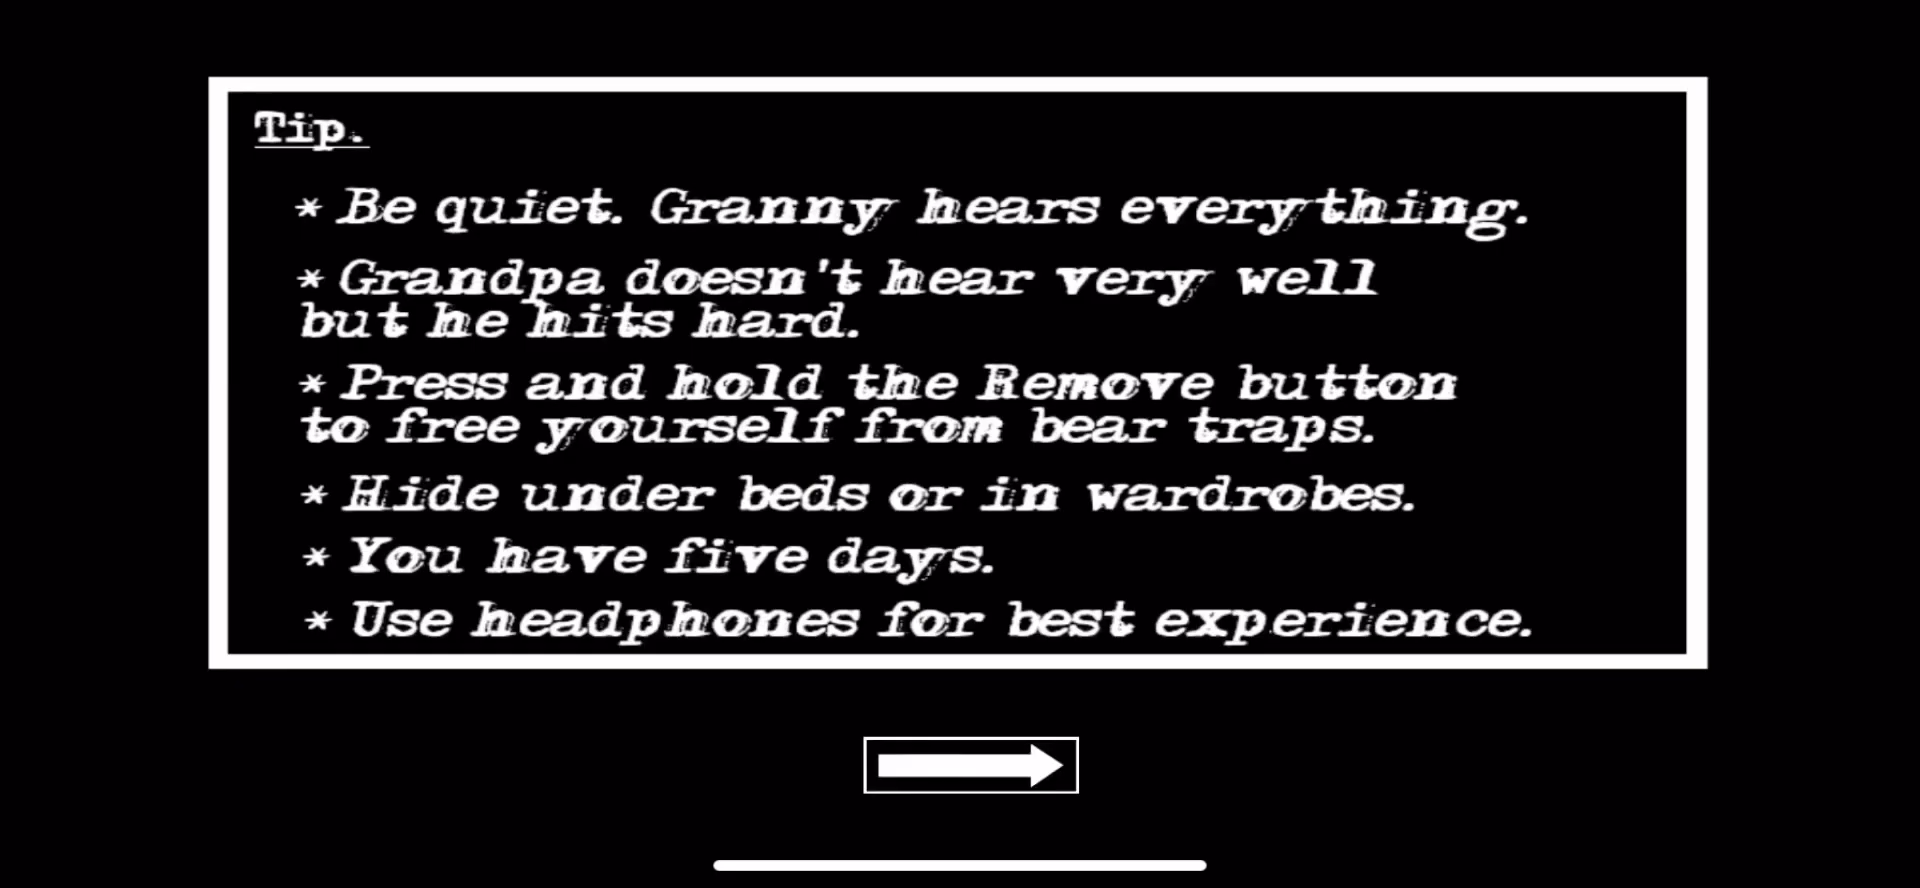 Tip.
* Be quiet. Granny hears everything.
* Grandpa doesn't hear very well
but he hits hard.
* Press and hold the Remove button
to free yourself from bear traps.
* Hide under beds or in wardrobes.
* You have five days.
* Use headphones for best experience.